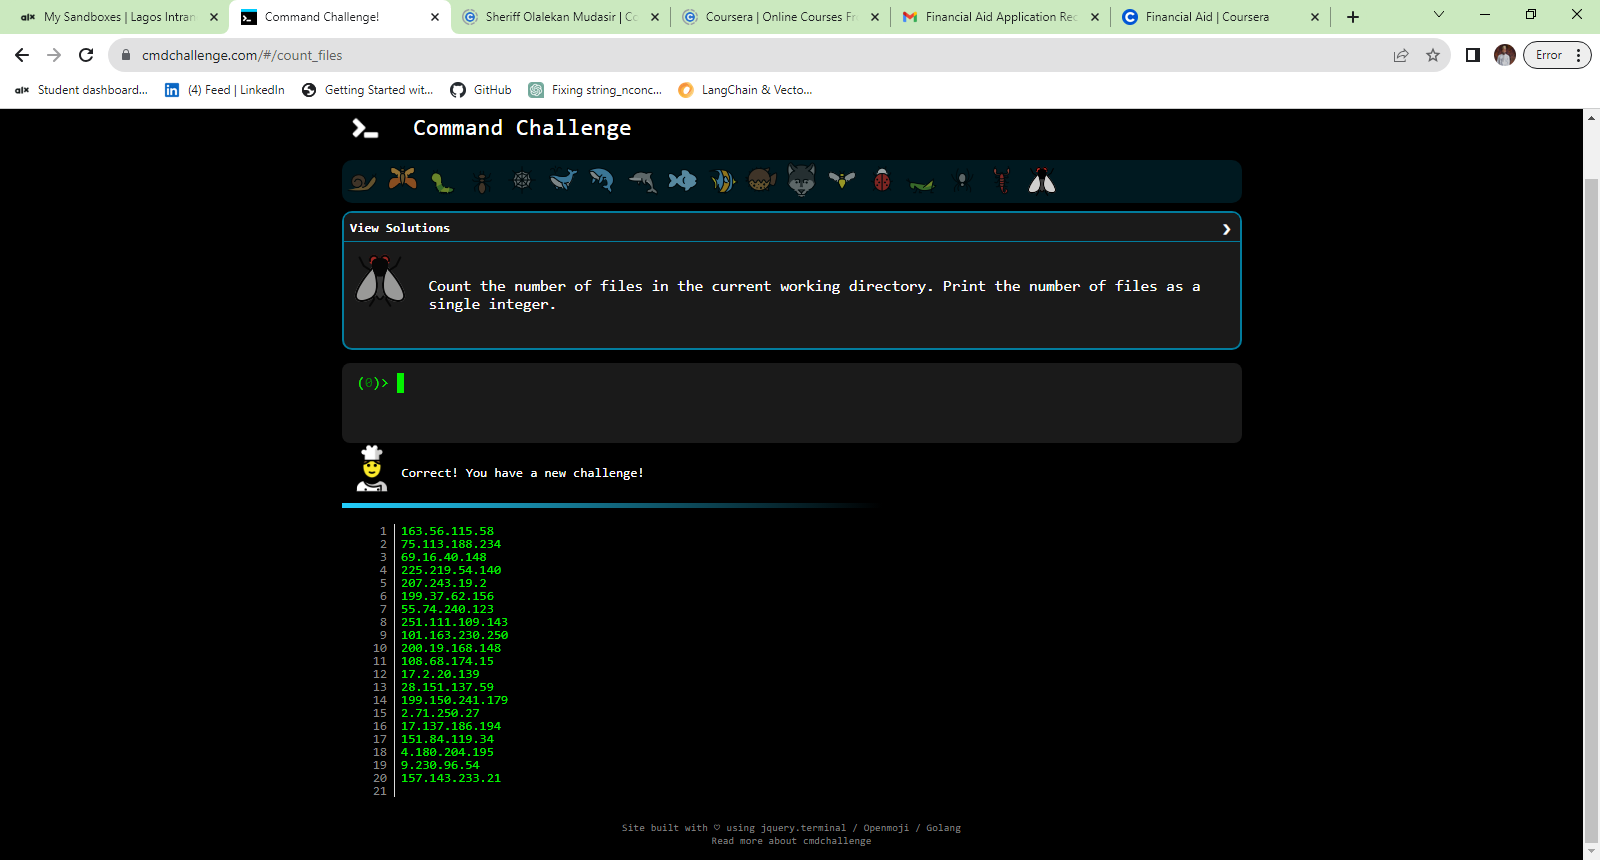 My Sandboxes | Lagos Intran
Command Challenge!
Sheriff Olalekan Mudasir | Co
Coursera | Online Courses Fr
Financial Aid Application Rec
Financial Aid | Coursera
cmdchallenge.com/#/count_files
Error
Student dashboard...
(4) Feed | LinkedIn
Getting Started wit...
GitHub
Fixing string_nconc...
LangChain & Vecto...
Command Challenge
View Solutions
Count the number of files in the current working directory. Print the number of files as a
single integer.
(0)>
Correct! You have a new challenge!
1 163.56.115.58
2 75.113.188.234
3 69.16.40.148
4 225.219.54.140
5 207.243.19.2
6 199.37.62.156
7 55.74.240.123
8 251.111.109.143
9 101.163.230.250
10 200.19.168.148
11 108.68.174.15
12 17.2.20.139
13 28.151.137.59
14 199.150.241.179
15 2.71.250.27
16 17.137.186.194
17 151.84.119.34
18 4.180.204.195
19 9.230.96.54
20 157.143.233.21
21
Site built with ♡ using jquery.terminal / Openmoji / Golang
Read more about cmdchallenge